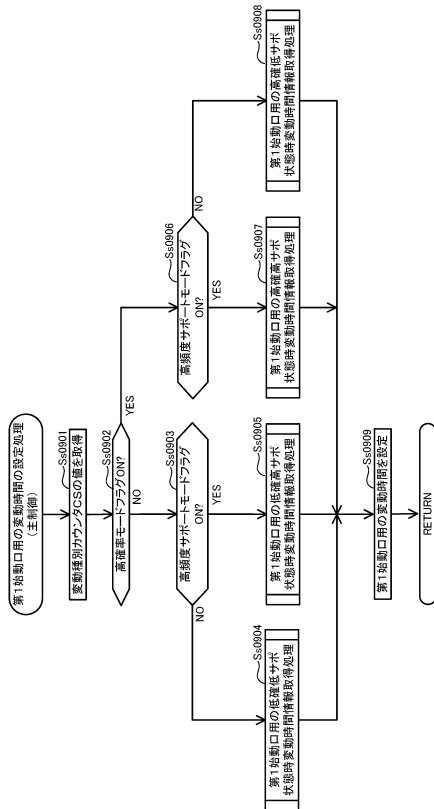 第1始動口用の変動時間の設定処理
（主制御）
Ss0901
変動種別カウンタCSの値を取得
Ss0902
高確率モードフラグON?
YES
NO
Ss0903
高頻度サポートモードフラグ
ON?
NO
YES
Ss0906
高頻度サポートモードフラグ
ON?
NO
YES
Ss0904
第1始動口用の低確低サポ
状態時変動時間情報取得処理
Ss0905
第1始動口用の低確高サポ
状態時変動時間情報取得処理
Ss0907
第1始動口用の高確高サポ
状態時変動時間情報取得処理
Ss0908
第1始動口用の高確低サポ
状態時変動時間情報取得処理
Ss0909
第1始動口用の変動時間を設定
RETURN